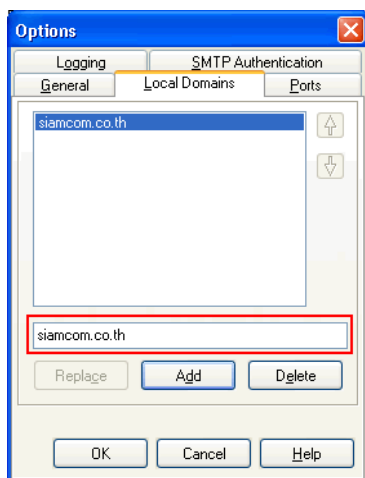 Options
Logging SMTP Authentication
General Local Domains Ports
siamcom.co.th
siamcom.co.th
Replace Add Delete
OK Cancel Help